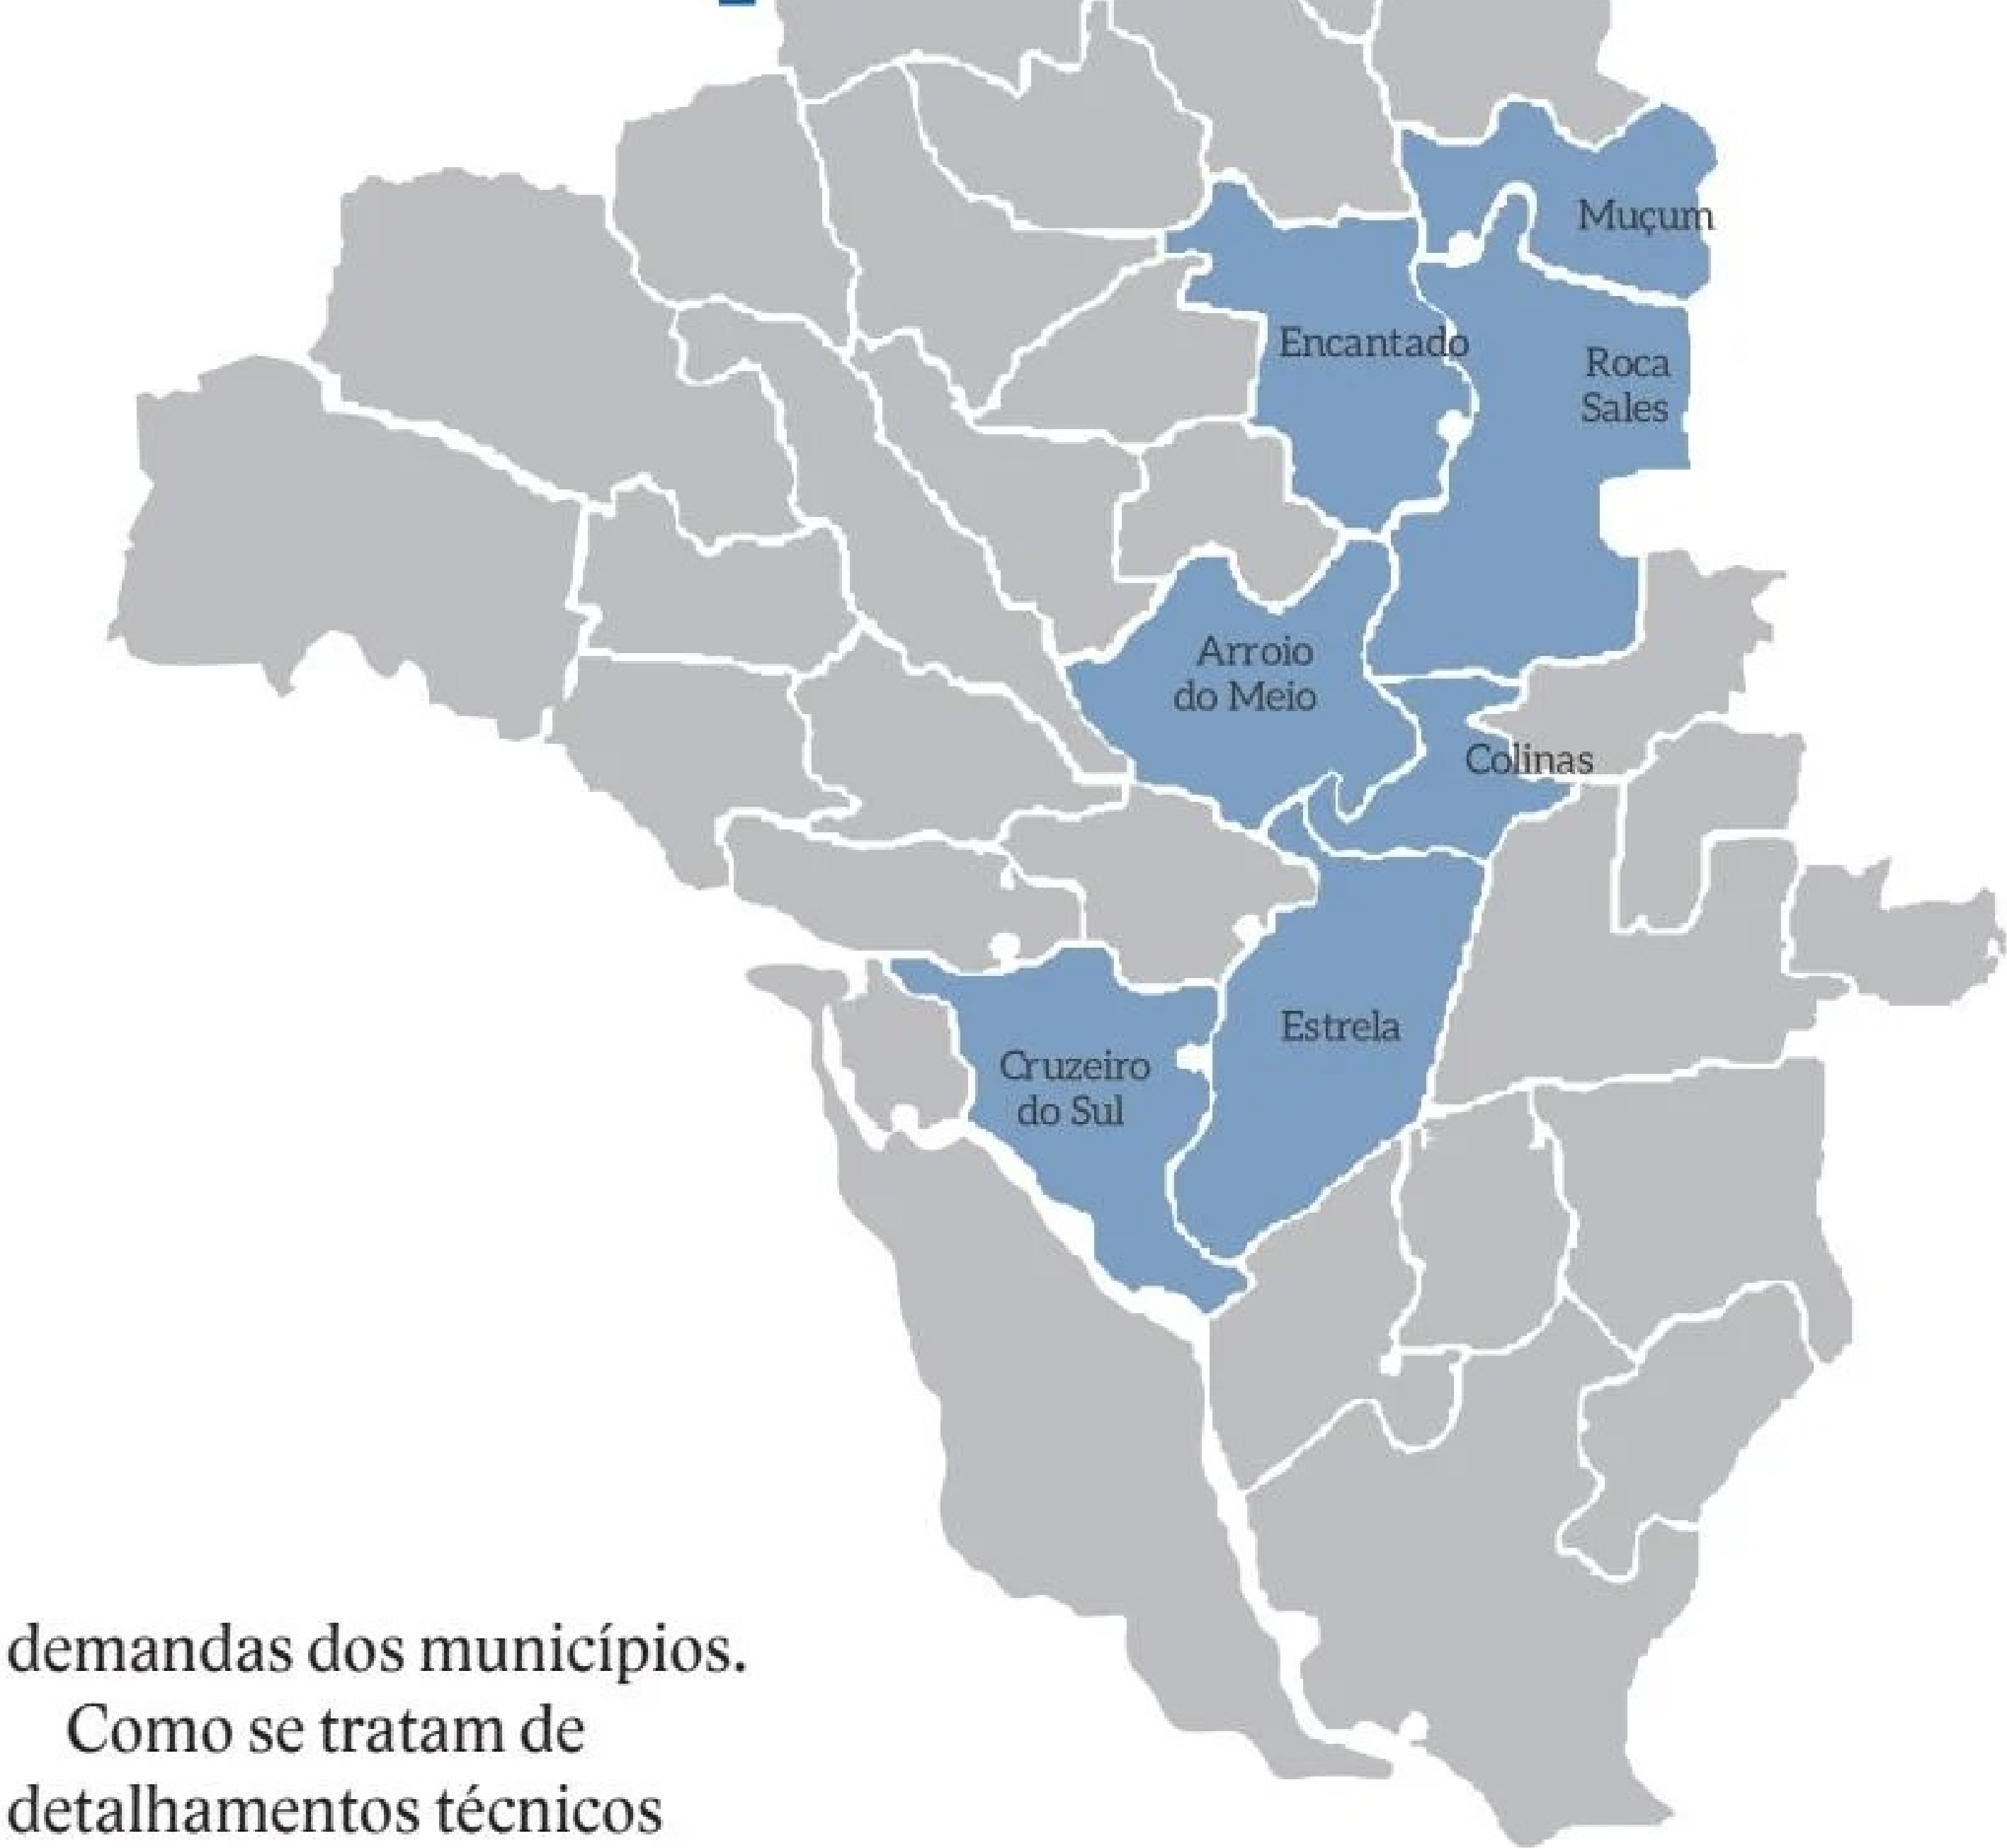 Muçum
Encantado
Roca
Sales
Arroio
do Meio
Colinas
Estrela
Cruzeiro
do Sul
demandas dos municípios.
Como se tratam de
detalhamentos técnicos